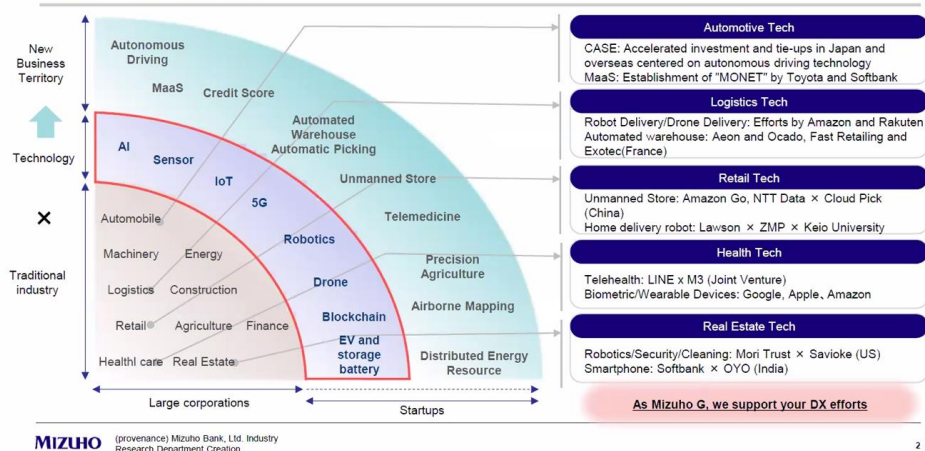 New
Business
Territory
Technology
×
Traditional
industry
Autonomous
Driving
MaaS
Credit Score
Automated
Warehouse
Automatic Picking
Unmanned Store
Telemedicine
Precision
Agriculture
Airborne Mapping
Distributed Energy
Resource
AI
Sensor
IoT
5G
Robotics
Drone
Blockchain
EV and
storage
battery
Automobile
Machinery
Energy
Logistics
Construction
Retail
Agriculture
Finance
Healthl care
Real Estate
Large corporations
Startups
Automotive Tech
CASE: Accelerated investment and tie-ups in Japan and
overseas centered on autonomous driving technology
MaaS: Establishment of "MONET" by Toyota and Softbank
Logistics Tech
Robot Delivery/Drone Delivery: Efforts by Amazon and Rakuten
Automated warehouse: Aeon and Ocado, Fast Retailing and
Exotec(France)
Retail Tech
Unmanned Store: Amazon Go, NTT Data × Cloud Pick
(China)
Home delivery robot: Lawson × ZMP × Keio University
Health Tech
Telehealth: LINE x M3 (Joint Venture)
Biometric/Wearable Devices: Google, Apple、Amazon
Real Estate Tech
Robotics/Security/Cleaning: Mori Trust × Savioke (US)
Smartphone: Softbank × OYO (India)
As Mizuho G, we support your DX efforts
MIZUHO
(provenance) Mizuho Bank, Ltd. Industry
Research Department Creation
2